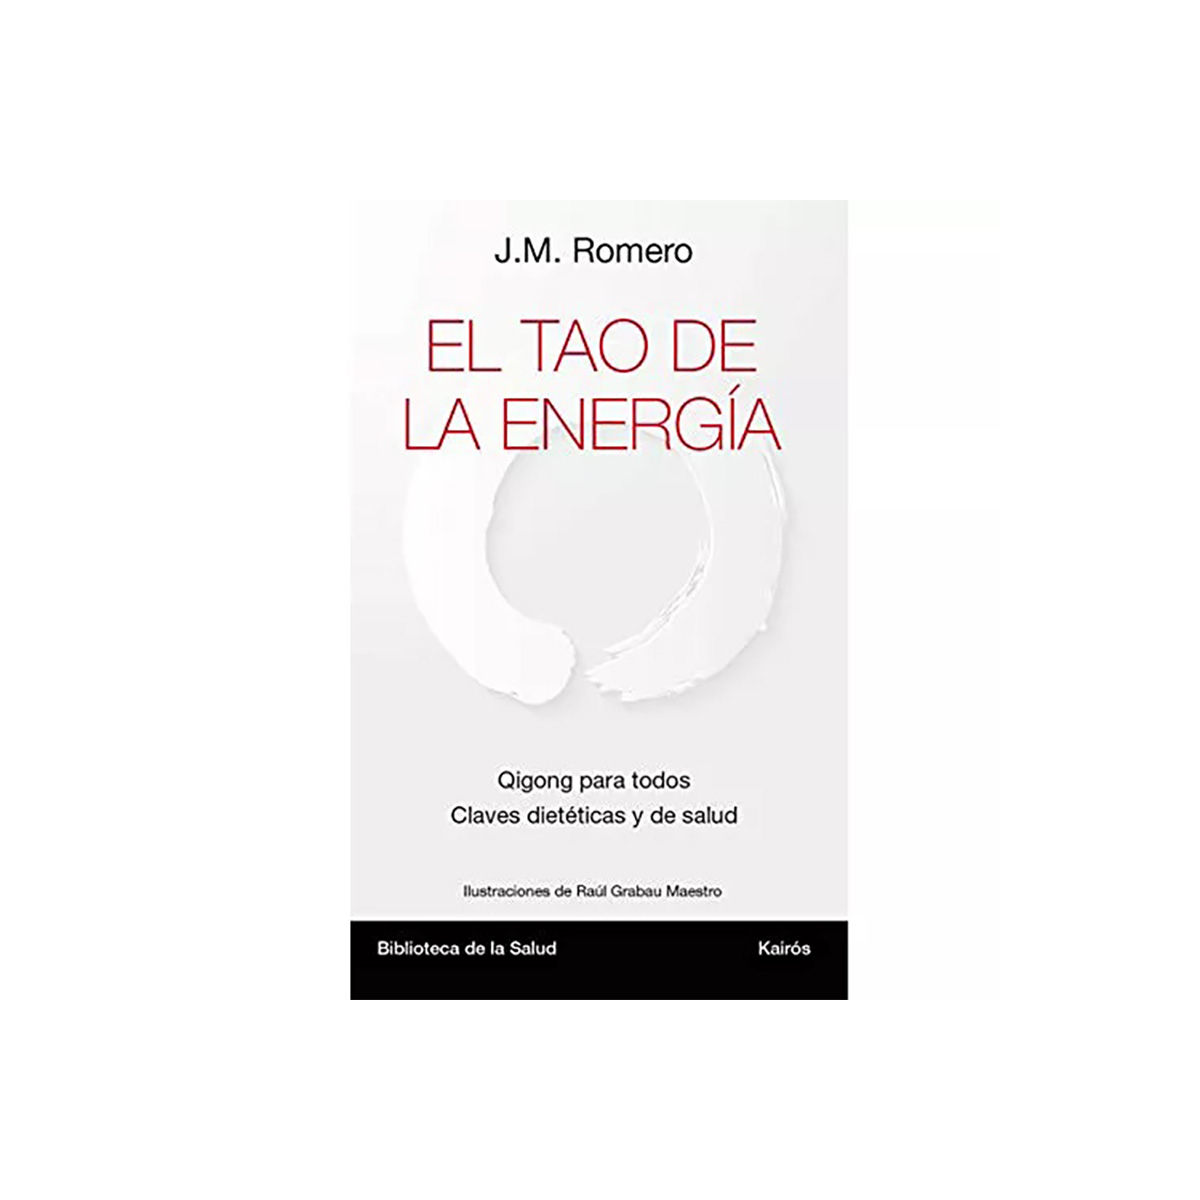 J.M. Romero
EL TAO DE
LA ENERGÍA
Qigong para todos
Claves dietéticas y de salud
Ilustraciones de Raúl Grabau Maestro
Biblioteca de la Salud Kairós